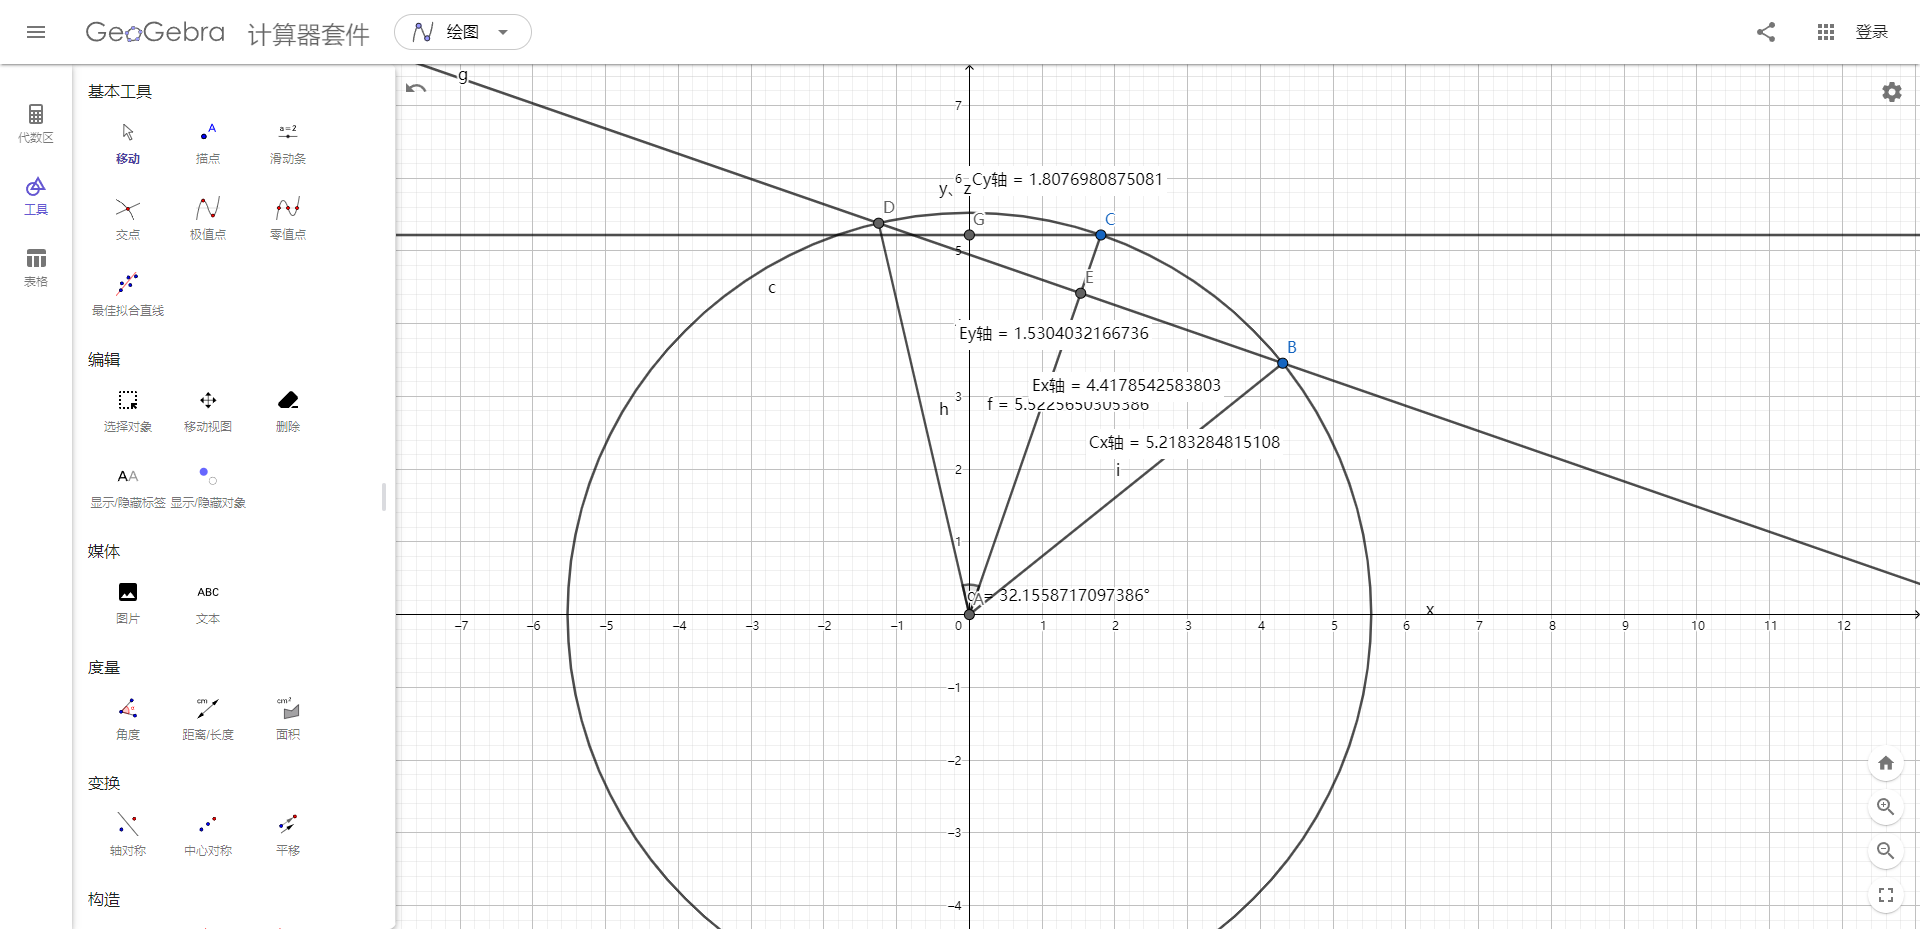 GeoGebra 计算器套件 绘图 登录
代数区
工具
表格
基本工具
移动 描点 a=2 滑动条
交点 极值点 零值点
最佳拟合直线
编辑
选择对象 移动视图 删除
AA
显示/隐藏标签 显示/隐藏对象
媒体
ABC
图片 文本
度量
cm cm²
角度 距离/长度 面积
变换
轴对称 中心对称 平移
构造
g
7
6
y、z
Cy轴 = 1.8076980875081
D
G
C
5
E
c
Ey轴 = 1.5304032166736
B
Ex轴 = 4.4178542583803
3
h
f = 5.5225650305386
Cx轴 = 5.2183284815108
2
i
1
A
= 32.1558717097386°
x
–7 –6 –5 –4 –3 –2 –1 0 1 2 3 4 5 6 7 8 9 10 11 12
–1
–2
–3
–4